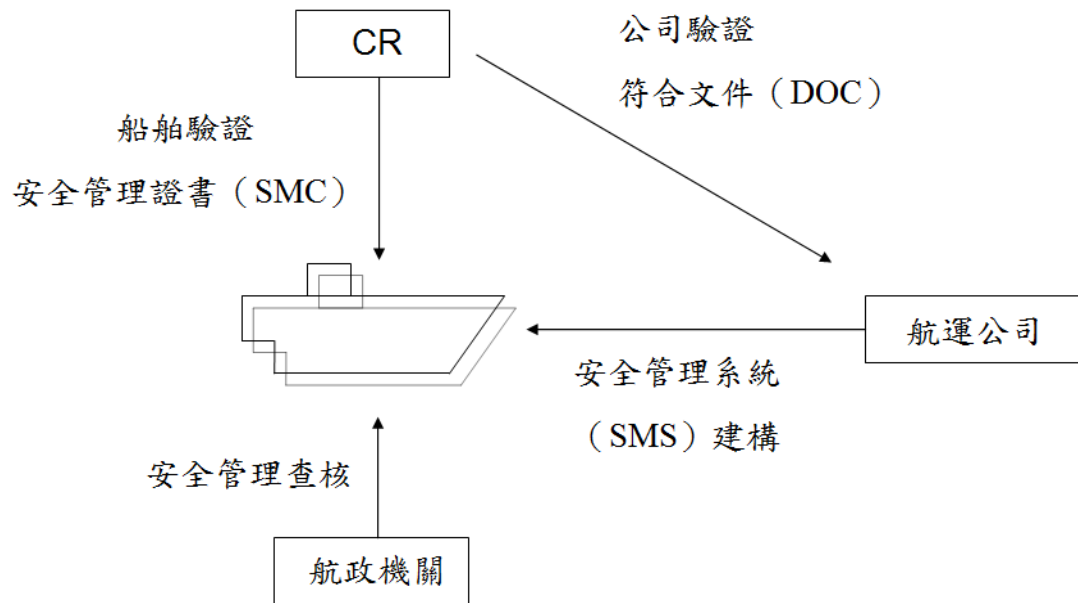 CR
公司驗證
符合文件（DOC）
船舶驗證
安全管理證書（SMC）
航運公司
安全管理系統
（SMS）建構
安全管理查核
航政機關